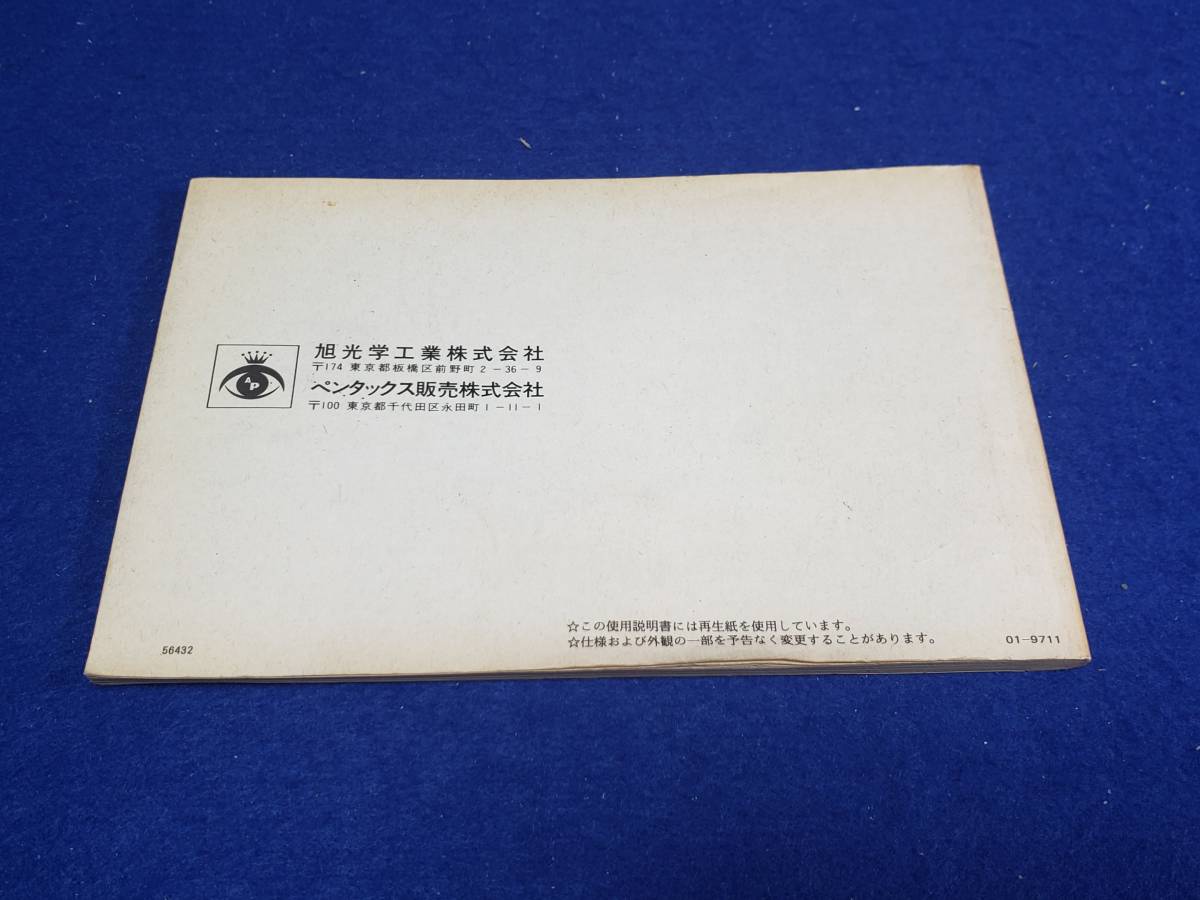 AP
旭光学工業株式会社
〒174 東京都板橋区前野町2-36-9
ペンタックス販売株式会社
〒100 東京都千代田区永田町1-11-1
☆この使用説明書には再生紙を使用しています。
☆仕様および外観の一部を予告なく変更することがあります。
56432
01-9711